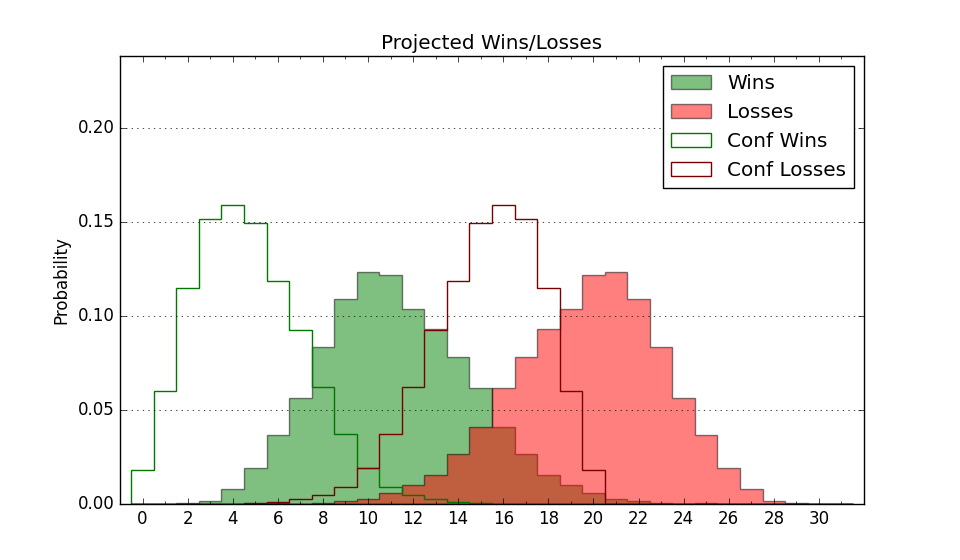 Projected Wins/Losses
Wins
Losses
Conf Wins
Conf Losses
Probability
0.20
0.15
0.10
0.05
0.00
0 2 4 6 8 10 12 14 16 18 20 22 24 26 28 30